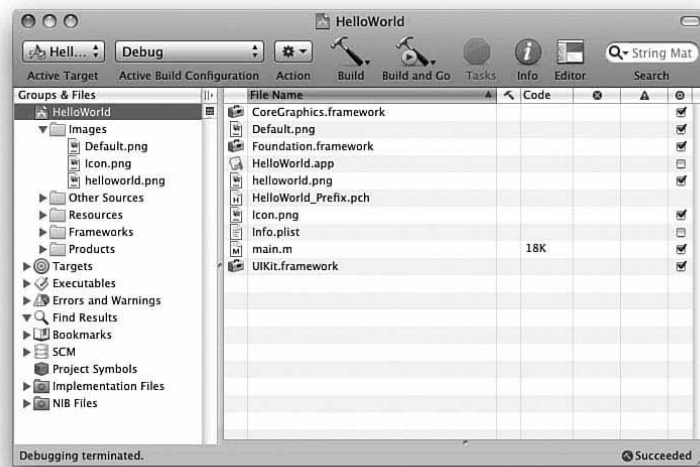 HelloWorld
Hell... Debug
Active Target Active Build Configuration Action Build Build and Go Tasks Info Editor Search
String Mat
Groups & Files
HelloWorld
Images
Default.png
Icon.png
helloworld.png
Other Sources
Resources
Frameworks
Products
Targets
Executables
Errors and Warnings
Find Results
Bookmarks
SCM
Project Symbols
Implementation Files
NIB Files
File Name Code
CoreGraphics.framework
Default.png
Foundation.framework
HelloWorld.app
helloworld.png
HelloWorld_Prefix.pch
Icon.png
Info.plist
main.m 18K
UIKit.framework
Debugging terminated. Succeeded